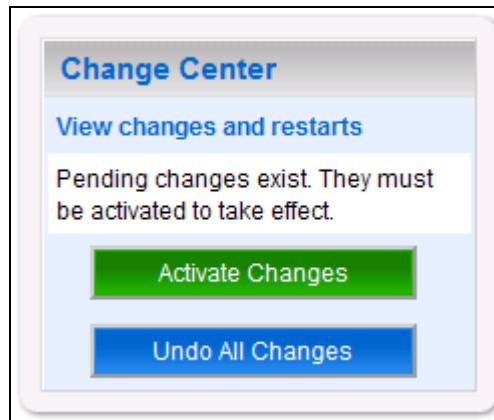 Change Center
View changes and restarts
Pending changes exist. They must
be activated to take effect.
Activate Changes
Undo All Changes